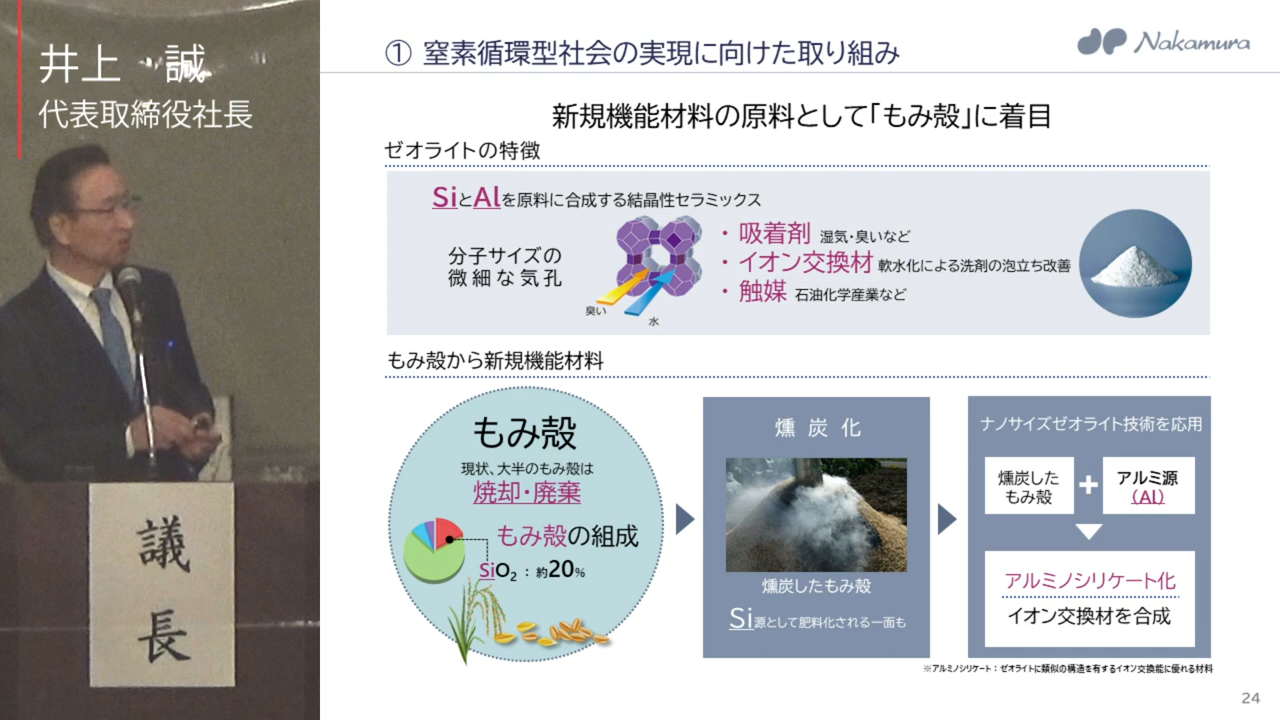 井上 誠
代表取締役社長
議
長
① 窒素循環型社会の実現に向けた取り組み
Nakamura
新規機能材料の原料として「もみ殻」に着目
ゼオライトの特徴
SiとAlを原料に合成する結晶性セラミックス
分子サイズの
微細な気孔
臭い
水
・吸着剤 湿気・臭いなど
・イオン交換材 軟水化による洗剤の泡立ち改善
・触媒 石油化学産業など
もみ殻から新規機能材料
もみ殻
現状、大半のもみ殻は
焼却・廃棄
もみ殻の組成
SiO₂：約20%
燻炭化
燻炭したもみ殻
Si源として肥料化される一面も
ナノサイズゼオライト技術を応用
燻炭した
もみ殻
+
アルミ源
(Al)
アルミノシリケート化
イオン交換材を合成
※アルミノシリケート：ゼオライトに類似の構造を有するイオン交換能に優れる材料
24